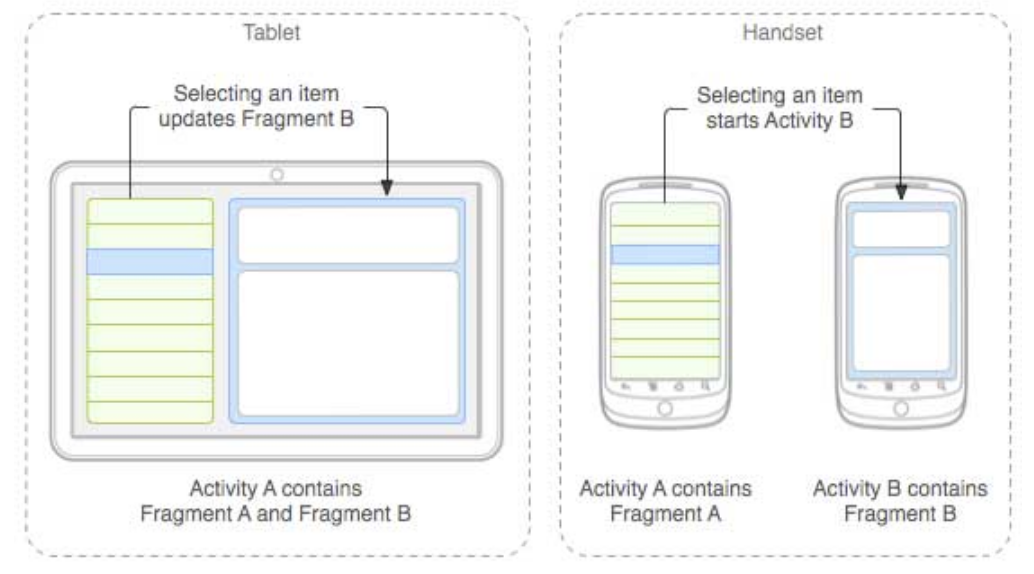 Tablet
Selecting an item
updates Fragment B
Activity A contains
Fragment A and Fragment B
Handset
Selecting an item
starts Activity B
Activity A contains
Fragment A
Activity B contains
Fragment B